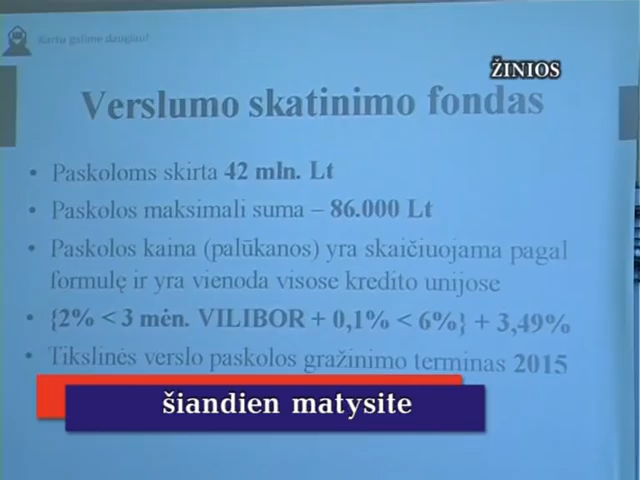 Kartu galime daugiau!
ŽINIOS
Verslumo skatinimo fondas
• Paskoloms skirta 42 mln. Lt
• Paskolos maksimali suma – 86.000 Lt
• Paskolos kaina (palūkanos) yra skaičiuojama pagal
formulę ir yra vienoda visose kredito unijose
• {2% < 3 mėn. VILIBOR + 0,1% < 6%} + 3,49%
• Tikslinės verslo paskolos gražinimo terminas 2015
šiandien matysite